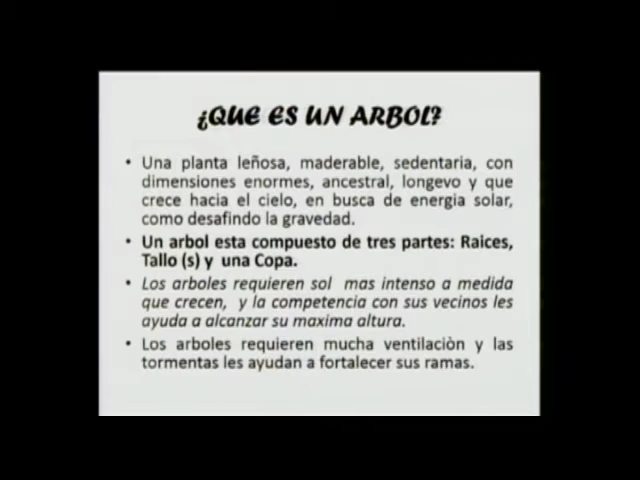 ¿QUE ES UN ARBOL?
• Una planta leñosa, maderable, sedentaria, con
dimensiones enormes, ancestral, longevo y que
crece hacia el cielo, en busca de energia solar,
como desafindo la gravedad.
• Un arbol esta compuesto de tres partes: Raices,
Tallo (s) y una Copa.
• Los arboles requieren sol mas intenso a medida
que crecen, y la competencia con sus vecinos les
ayuda a alcanzar su maxima altura.
• Los arboles requieren mucha ventilaciòn y las
tormentas les ayudan a fortalecer sus ramas.